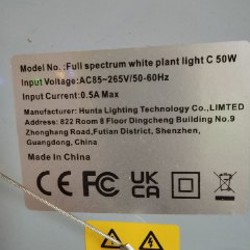 Model No.:Full spectrum white plant light C 50W
Input Voltage:AC85~265V/50-60Hz
Input Current:0.5A Max
Manufacturer: Hunta Lighting Technology Co.,LIMTED
Address: 822 Room 8 Floor Dingcheng Building No.9
Zhonghang Road,Futian District, Shenzhen,
Guangdong, China
Made In China
CE FC UK CA